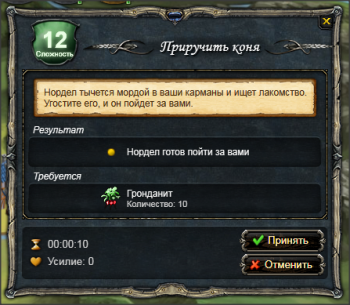 12
Сложность
Приручить коня
Нордел тычется мордой в ваши карманы и ищет лакомство.
Угостите его, и он пойдет за вами.
Результат
Нордел готов пойти за вами
Требуется
Гронданит
Количество: 10
00:00:10
Принять
Усилие: 0
Отменить